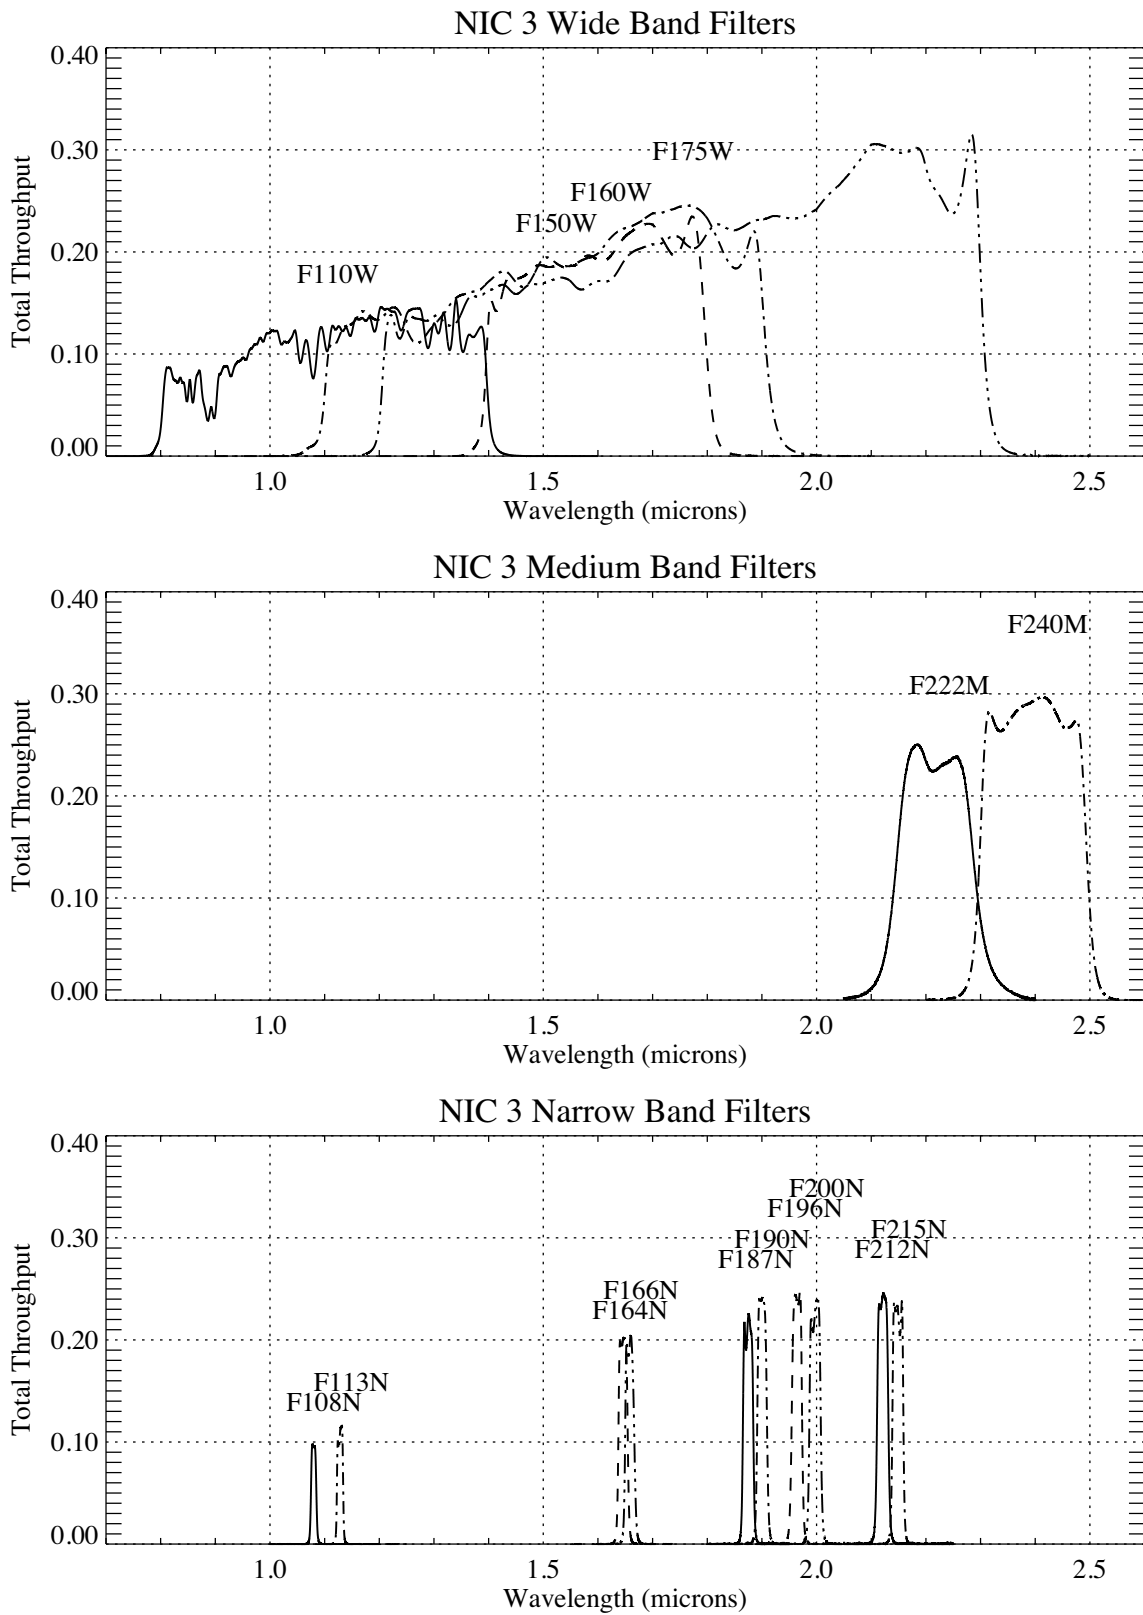 NIC 3 Wide Band Filters
0.40
0.30
0.20
0.10
0.00
Total Throughput
F110W
F150W
F160W
F175W
1.0
1.5
2.0
2.5
Wavelength (microns)
NIC 3 Medium Band Filters
0.40
0.30
0.20
0.10
0.00
Total Throughput
F222M
F240M
1.0
1.5
2.0
2.5
Wavelength (microns)
NIC 3 Narrow Band Filters
0.40
0.30
0.20
0.10
0.00
Total Throughput
F108N
F113N
F164N
F166N
F187N
F190N
F196N
F200N
F212N
F215N
1.0
1.5
2.0
2.5
Wavelength (microns)